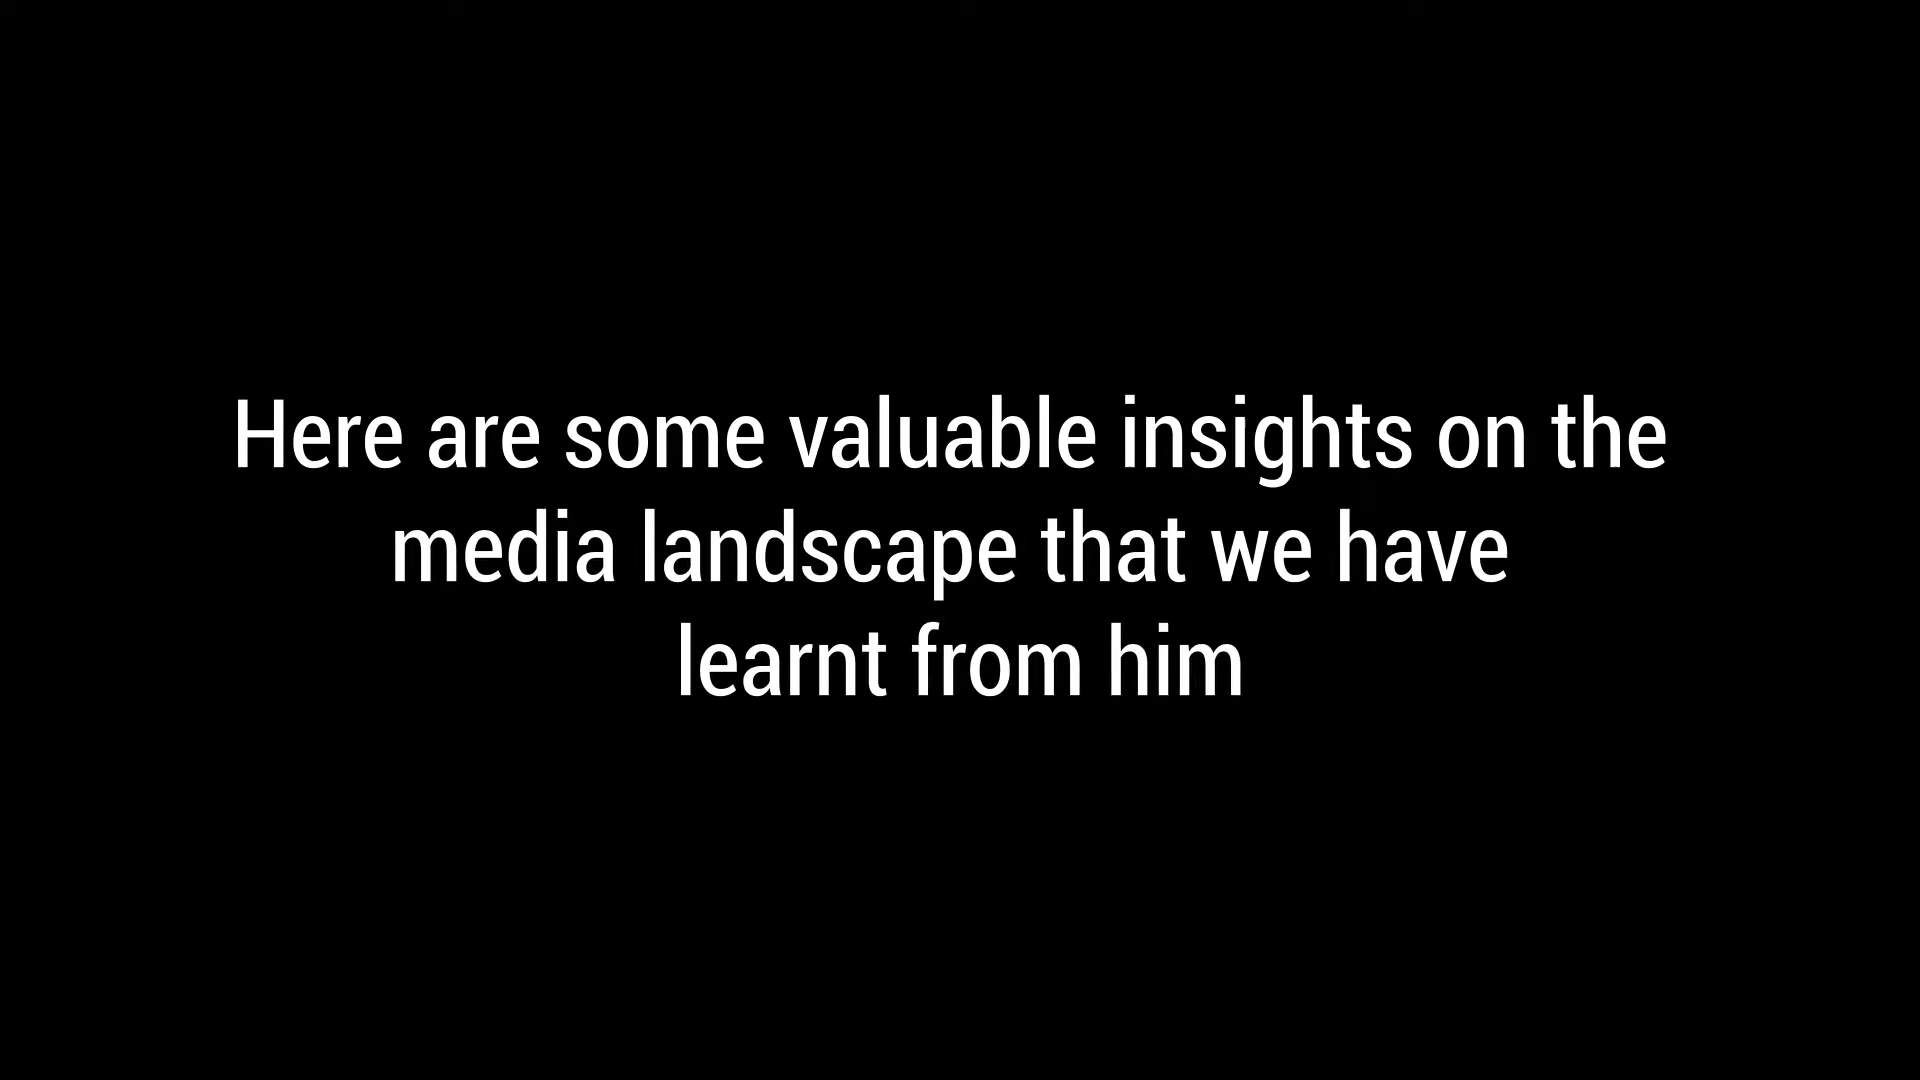 Here are some valuable insights on the
media landscape that we have
learnt from him